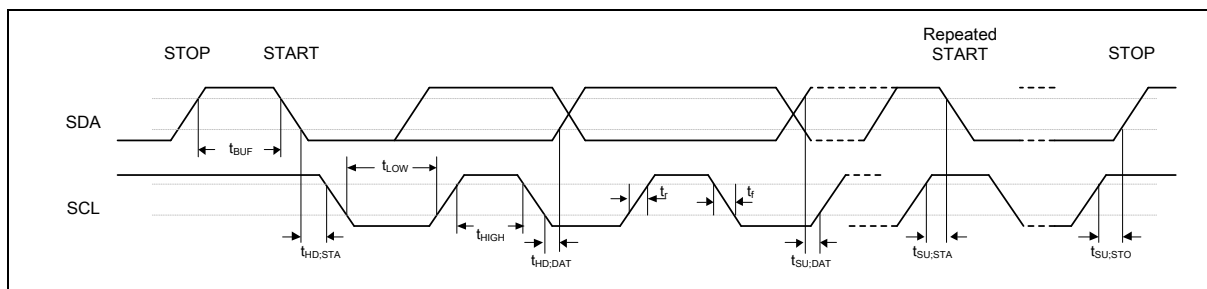 STOP
START
Repeated
START
STOP
SDA
tBUF
tLOW
SCL
tr
tf
tHD;STA
tHIGH
tHD;DAT
tSU;DAT
tSU;STA
tSU;STO